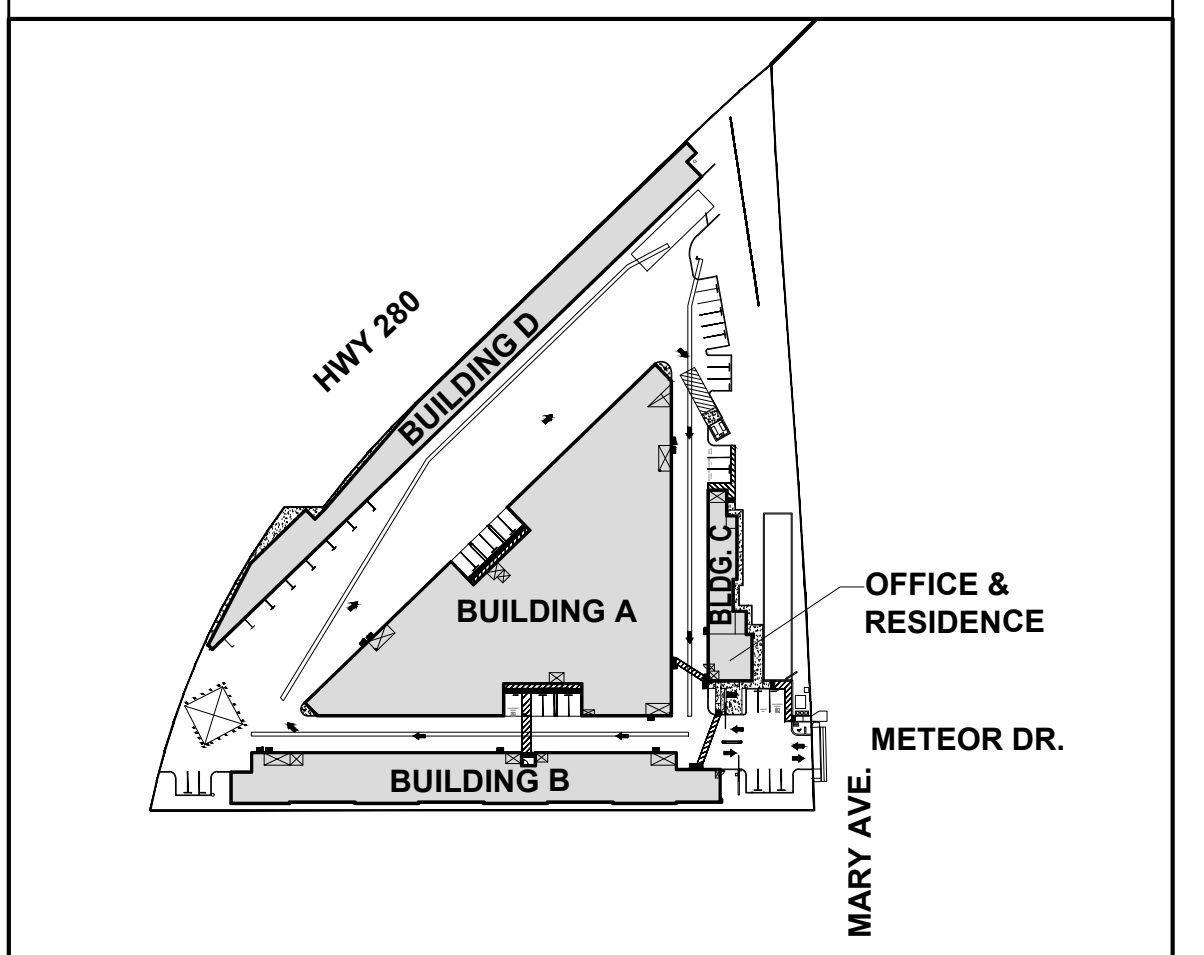 HWY 280
BUILDING D
BUILDING A
BLDG. C
OFFICE &
RESIDENCE
METEOR DR.
BUILDING B
MARY AVE.